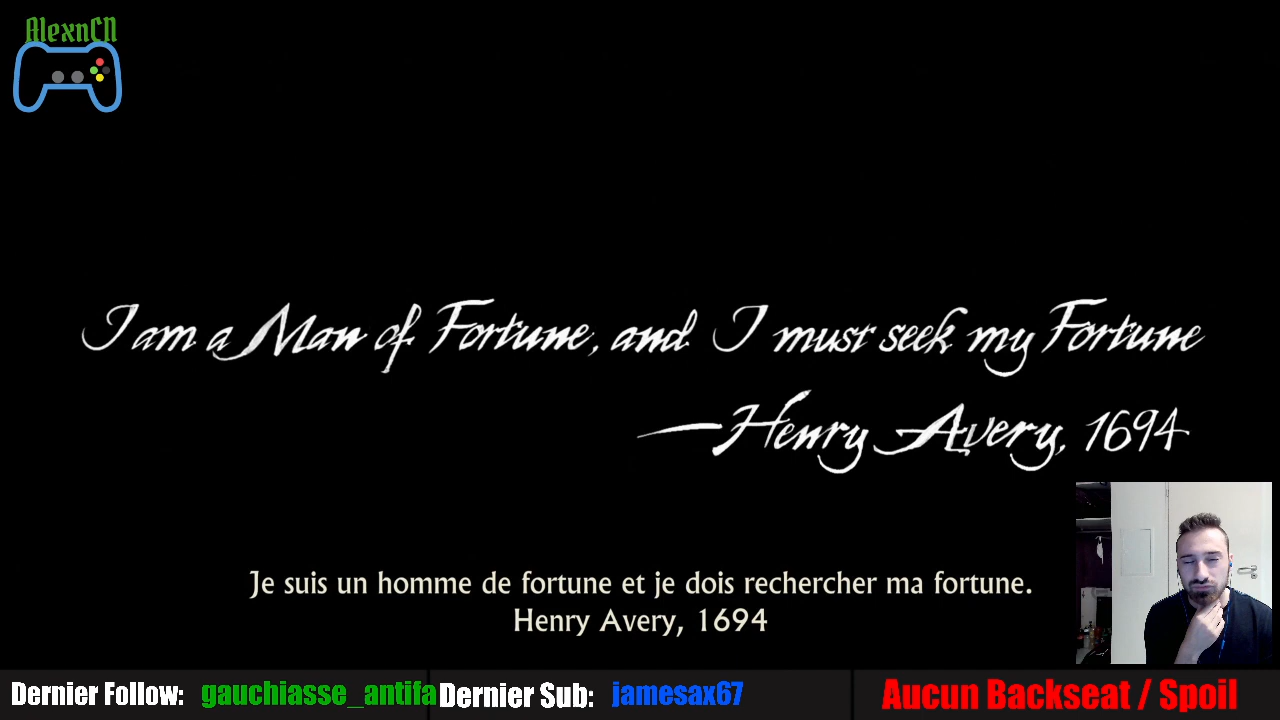 AlexnCN
I am a Man of Fortune, and I must seek my Fortune
—Henry Avery, 1694
Je suis un homme de fortune et je dois rechercher ma fortune.
Henry Avery, 1694
Dernier Follow: gauchiasse_antifa Dernier Sub: jamesax67 Aucun Backseat / Spoil